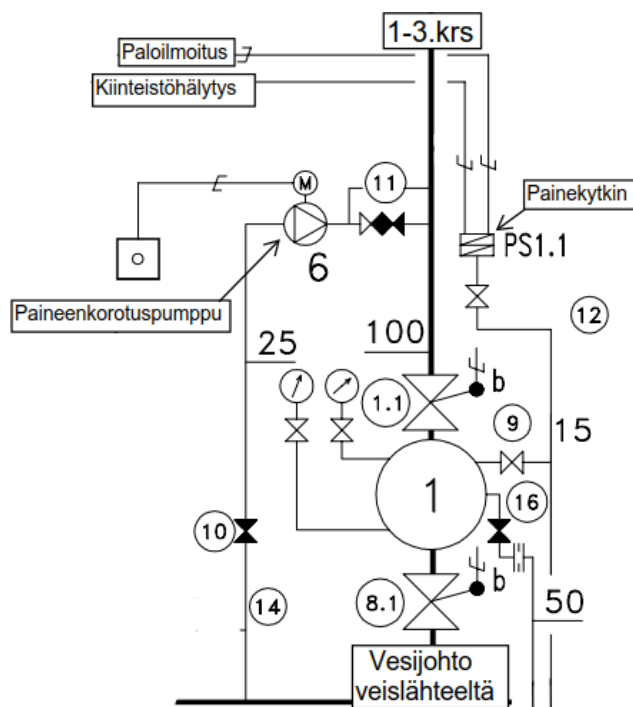 1-3.krs
Paloilmoitus
Kiinteistöhälytys
M
11
Painekytkin
PS1.1
6
Paineenkorotuspumppu
12
25
100
b
1.1
9
15
1
16
10
b
14
8.1
50
Vesijohto
veislähteeltä